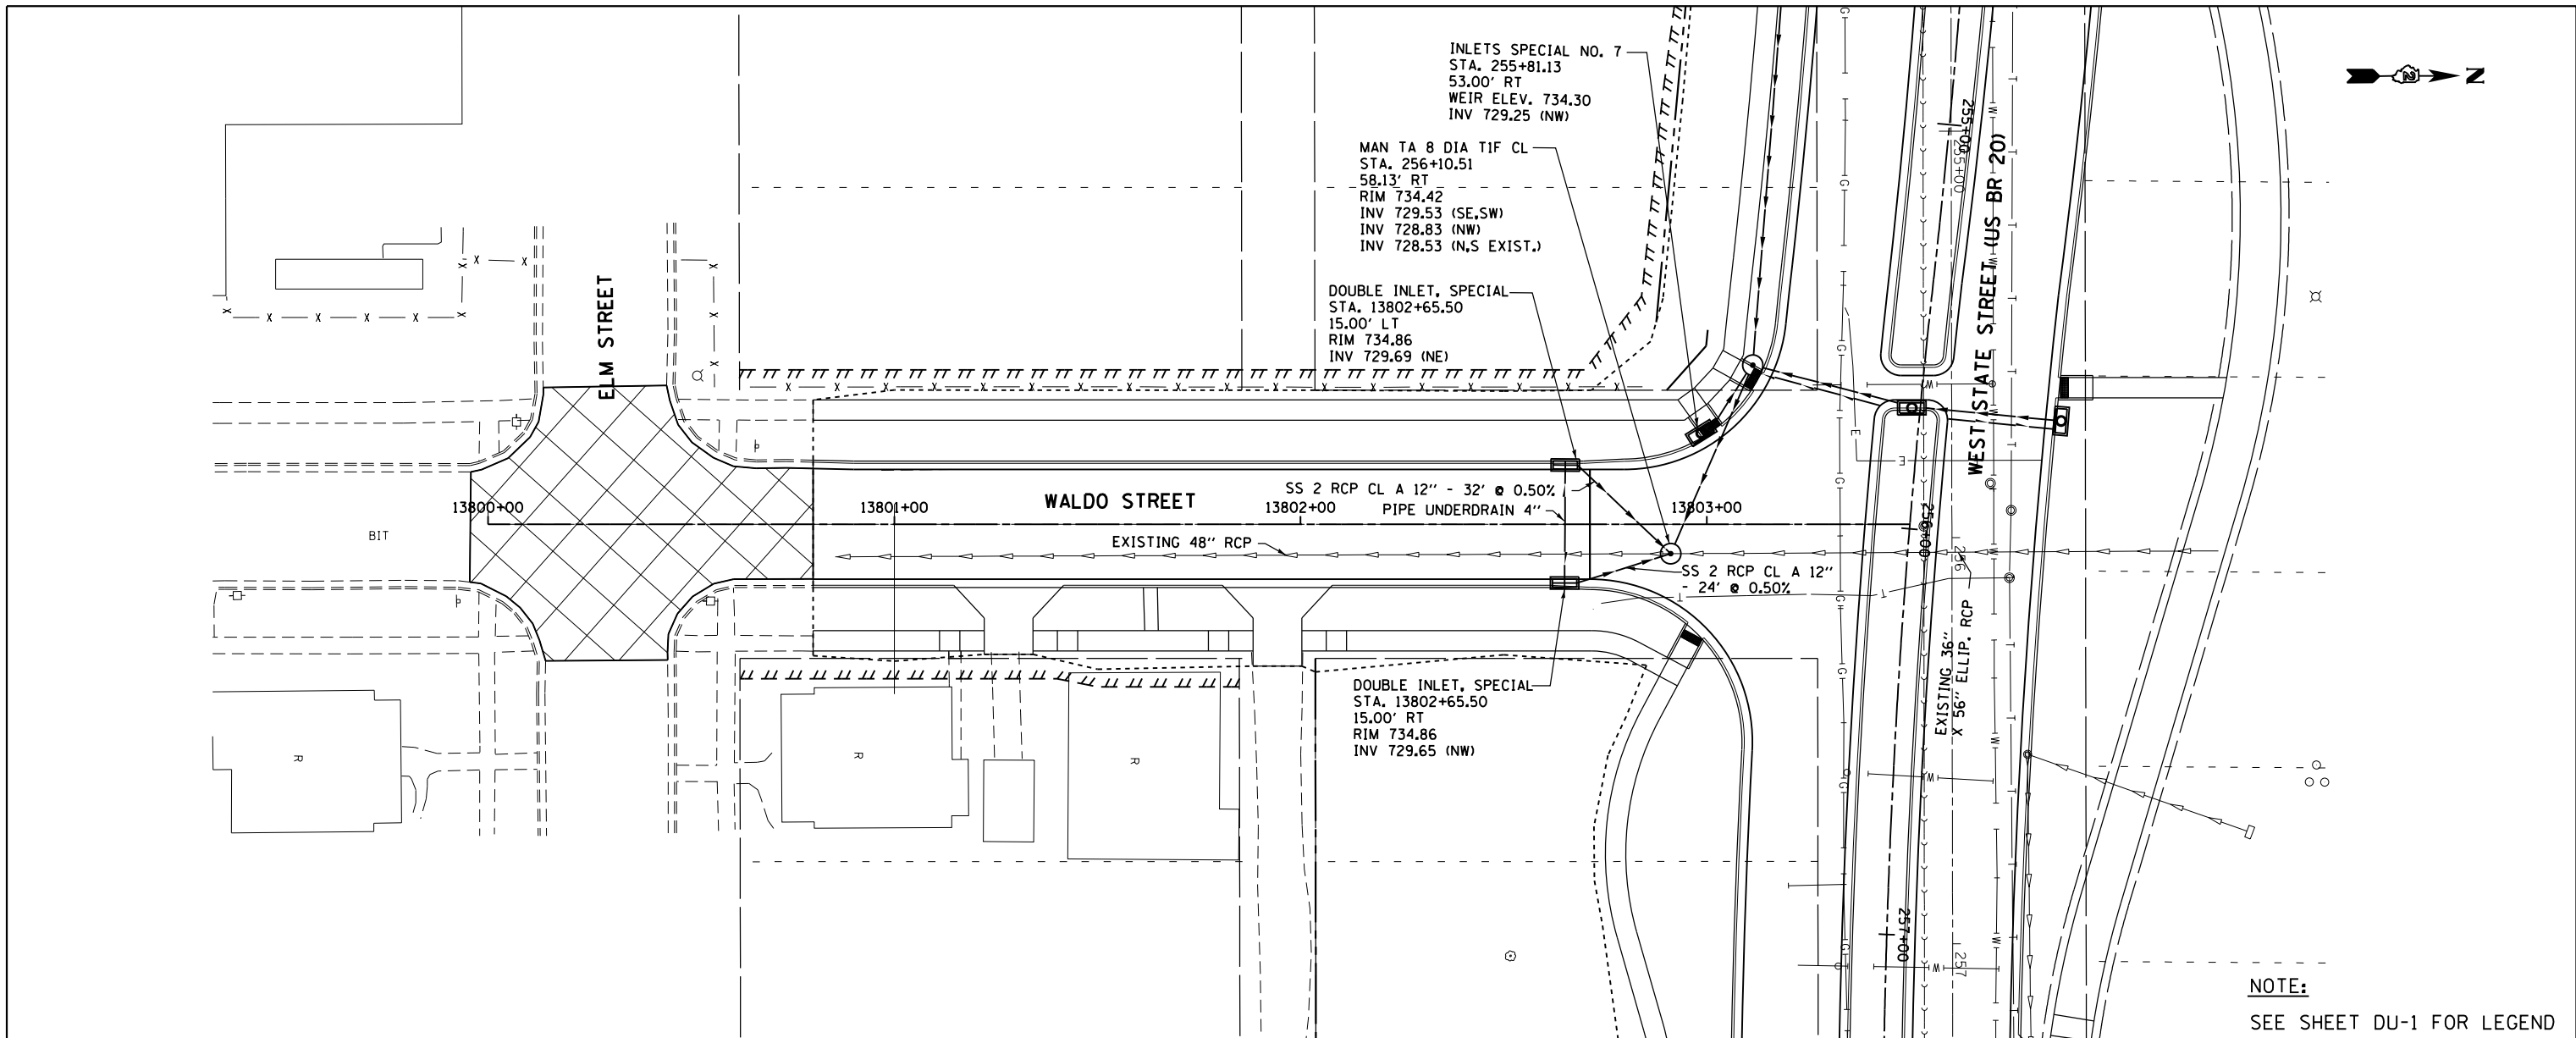 INLETS SPECIAL NO. 7
STA. 255+81.13
53.00' RT
WEIR ELEV. 734.30
INV 729.25 (NW)
MAN TA 8 DIA T1F CL
STA. 256+10.51
58.13' RT
RIM 734.42
INV 729.53 (SE,SW)
INV 728.83 (NW)
INV 728.53 (N,S EXIST.)
DOUBLE INLET, SPECIAL
STA. 13802+65.50
15.00' LT
RIM 734.86
INV 729.69 (NE)
2
N
255+00
255+00
WEST STATE STREET (US BR 20)
ELM STREET
WALDO STREET
13800+00
13801+00
13802+00
13803+00
SS 2 RCP CL A 12" - 32' @ 0.50%
PIPE UNDERDRAIN 4"
BIT
EXISTING 48" RCP
SS 2 RCP CL A 12"
- 24' @ 0.50%
256+00
256
EXISTING 36"
X 56" ELLIP. RCP
DOUBLE INLET, SPECIAL
STA. 13802+65.50
15.00' RT
RIM 734.86
INV 729.65 (NW)
R
R
R
257+00
257
NOTE:
SEE SHEET DU-1 FOR LEGEND